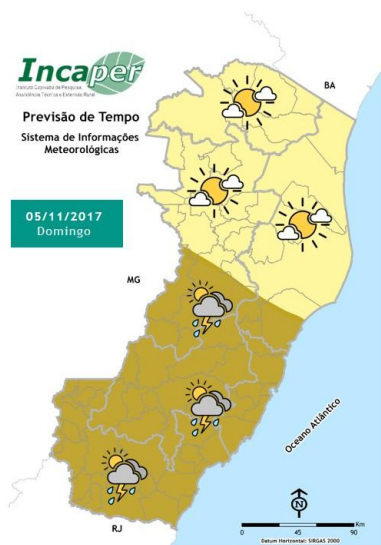 Incaper
Instituto Capixaba de Pesquisa,
Assistência Técnica e Extensão Rural
Previsão de Tempo
Sistema de Informações
Meteorológicas
05/11/2017
Domingo
BA
MG
Oceano Atlântico
RJ
N
Km
0 45 90
Datum Horizontal: SIRGAS 2000